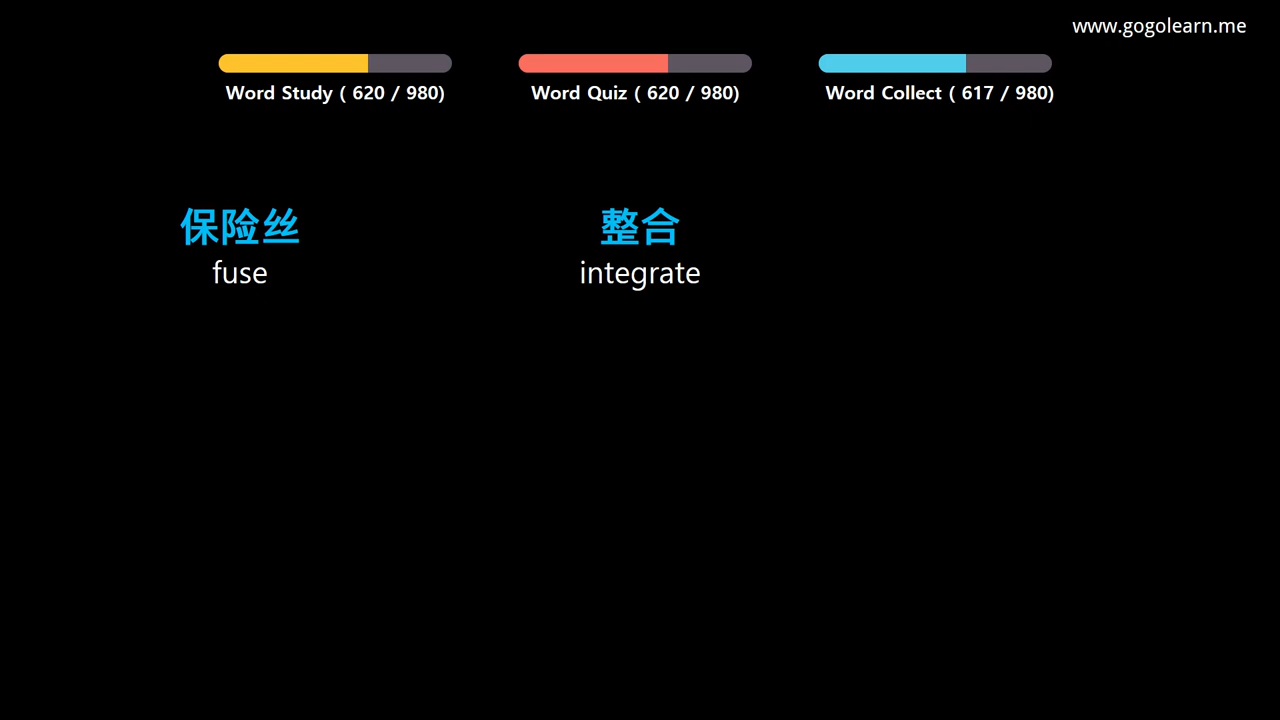 www.gogolearn.me
Word Study ( 620 / 980)
Word Quiz ( 620 / 980)
Word Collect ( 617 / 980)
保险丝
fuse
整合
integrate